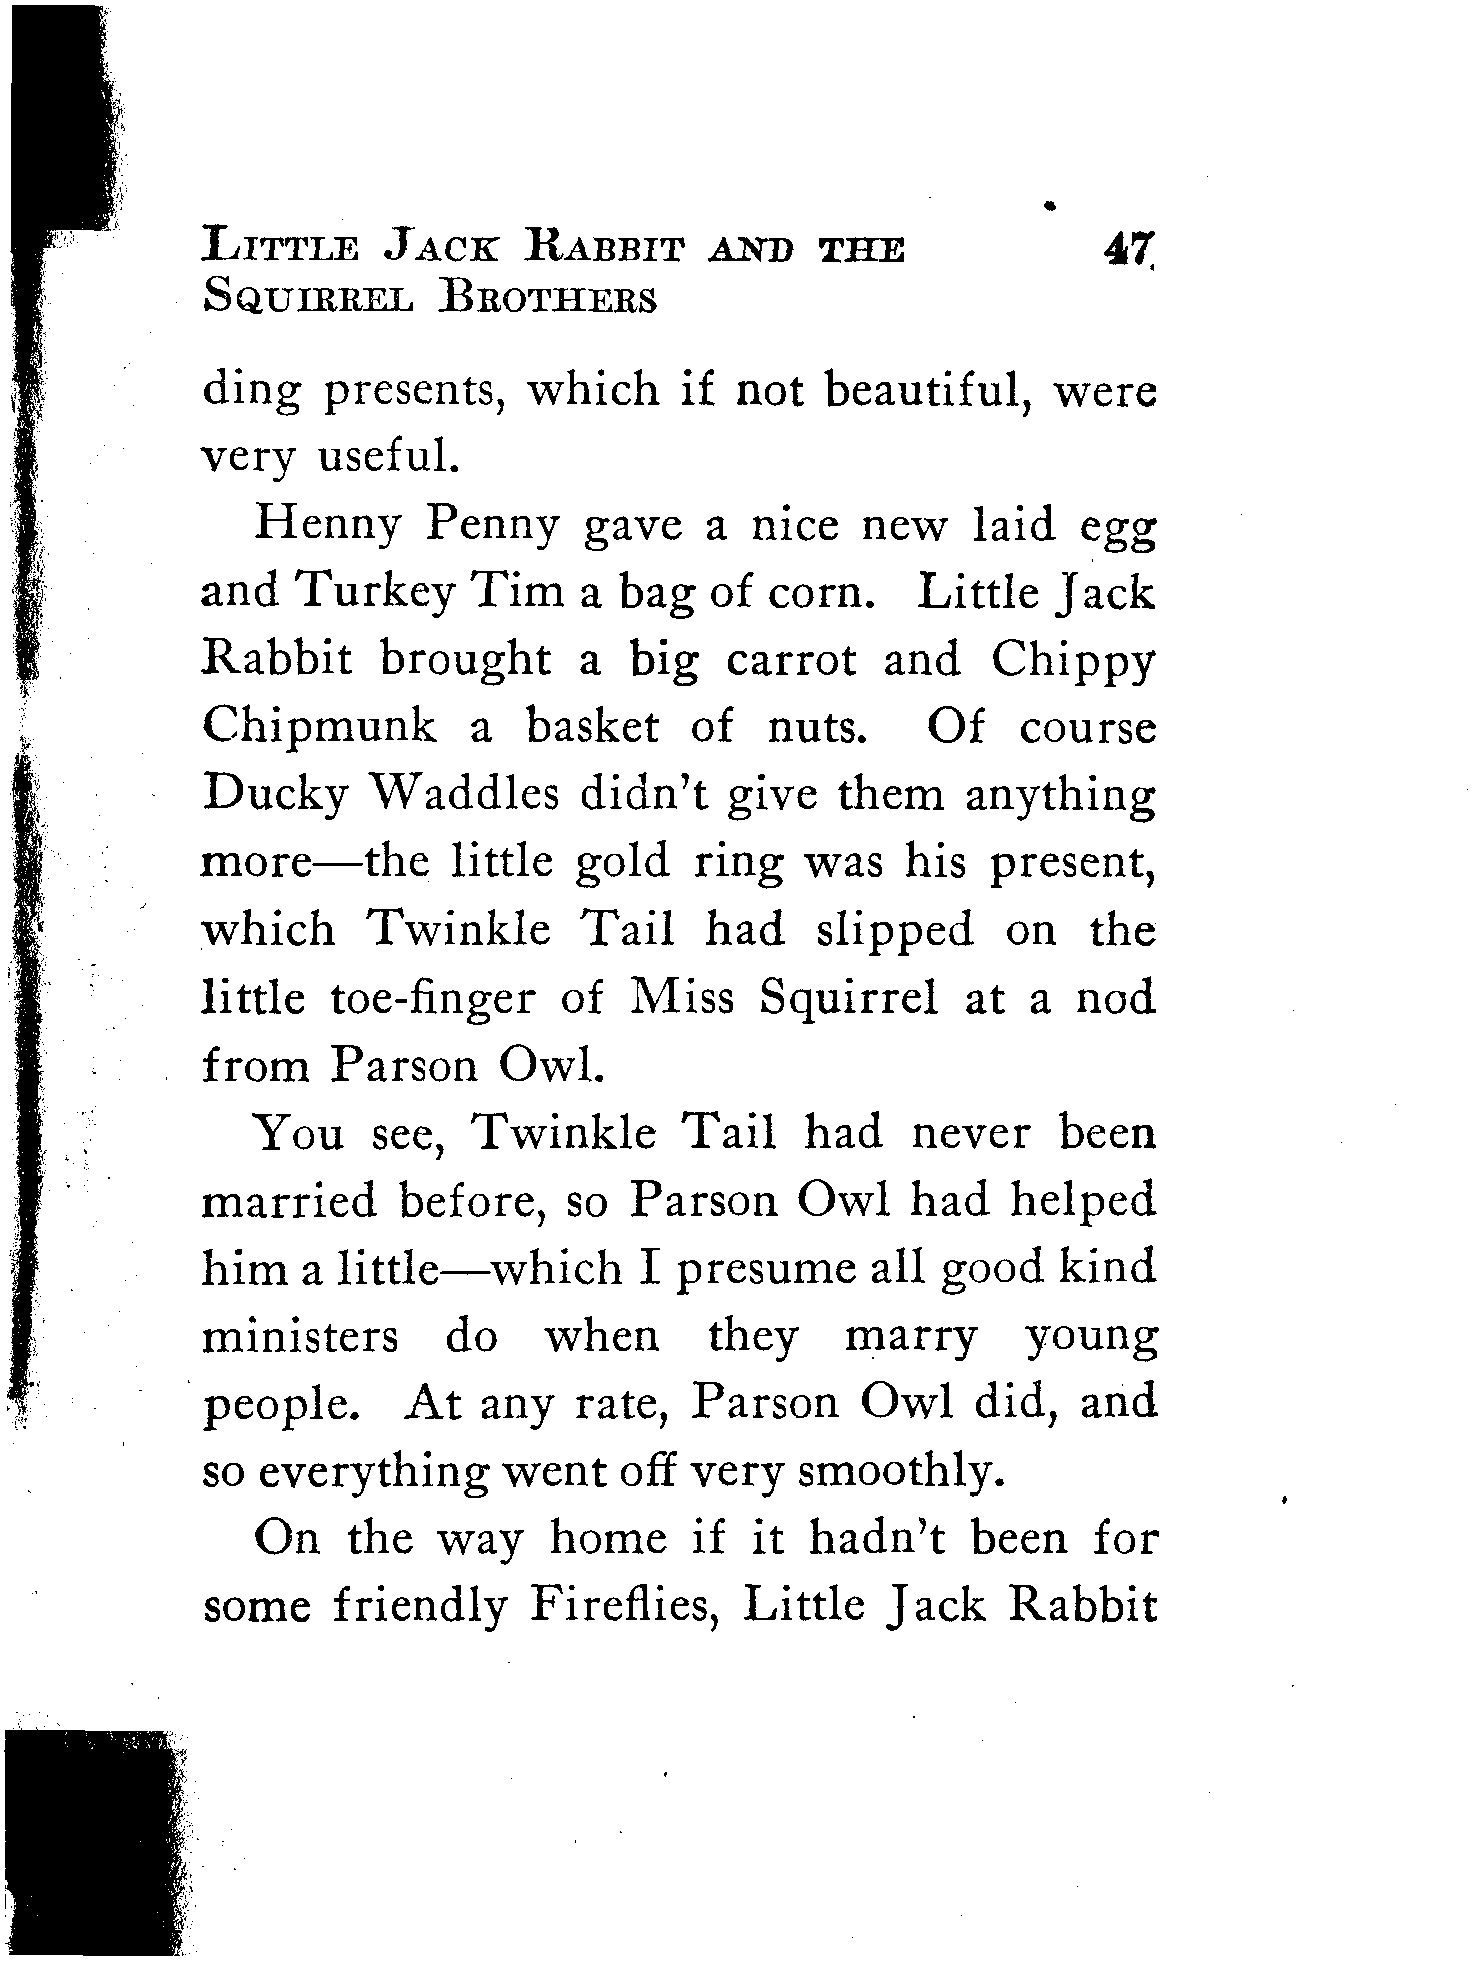 LITTLE JACK RABBIT AND THE 47
SQUIRREL BROTHERS
ding presents, which if not beautiful, were
very useful.
Henny Penny gave a nice new laid egg
and Turkey Tim a bag of corn. Little Jack
Rabbit brought a big carrot and Chippy
Chipmunk a basket of nuts. Of course
Ducky Waddles didn't give them anything
more—the little gold ring was his present,
which Twinkle Tail had slipped on the
little toe-finger of Miss Squirrel at a nod
from Parson Owl.
You see, Twinkle Tail had never been
married before, so Parson Owl had helped
him a little—which I presume all good kind
ministers do when they marry young
people. At any rate, Parson Owl did, and
so everything went off very smoothly.
On the way home if it hadn't been for
some friendly Fireflies, Little Jack Rabbit